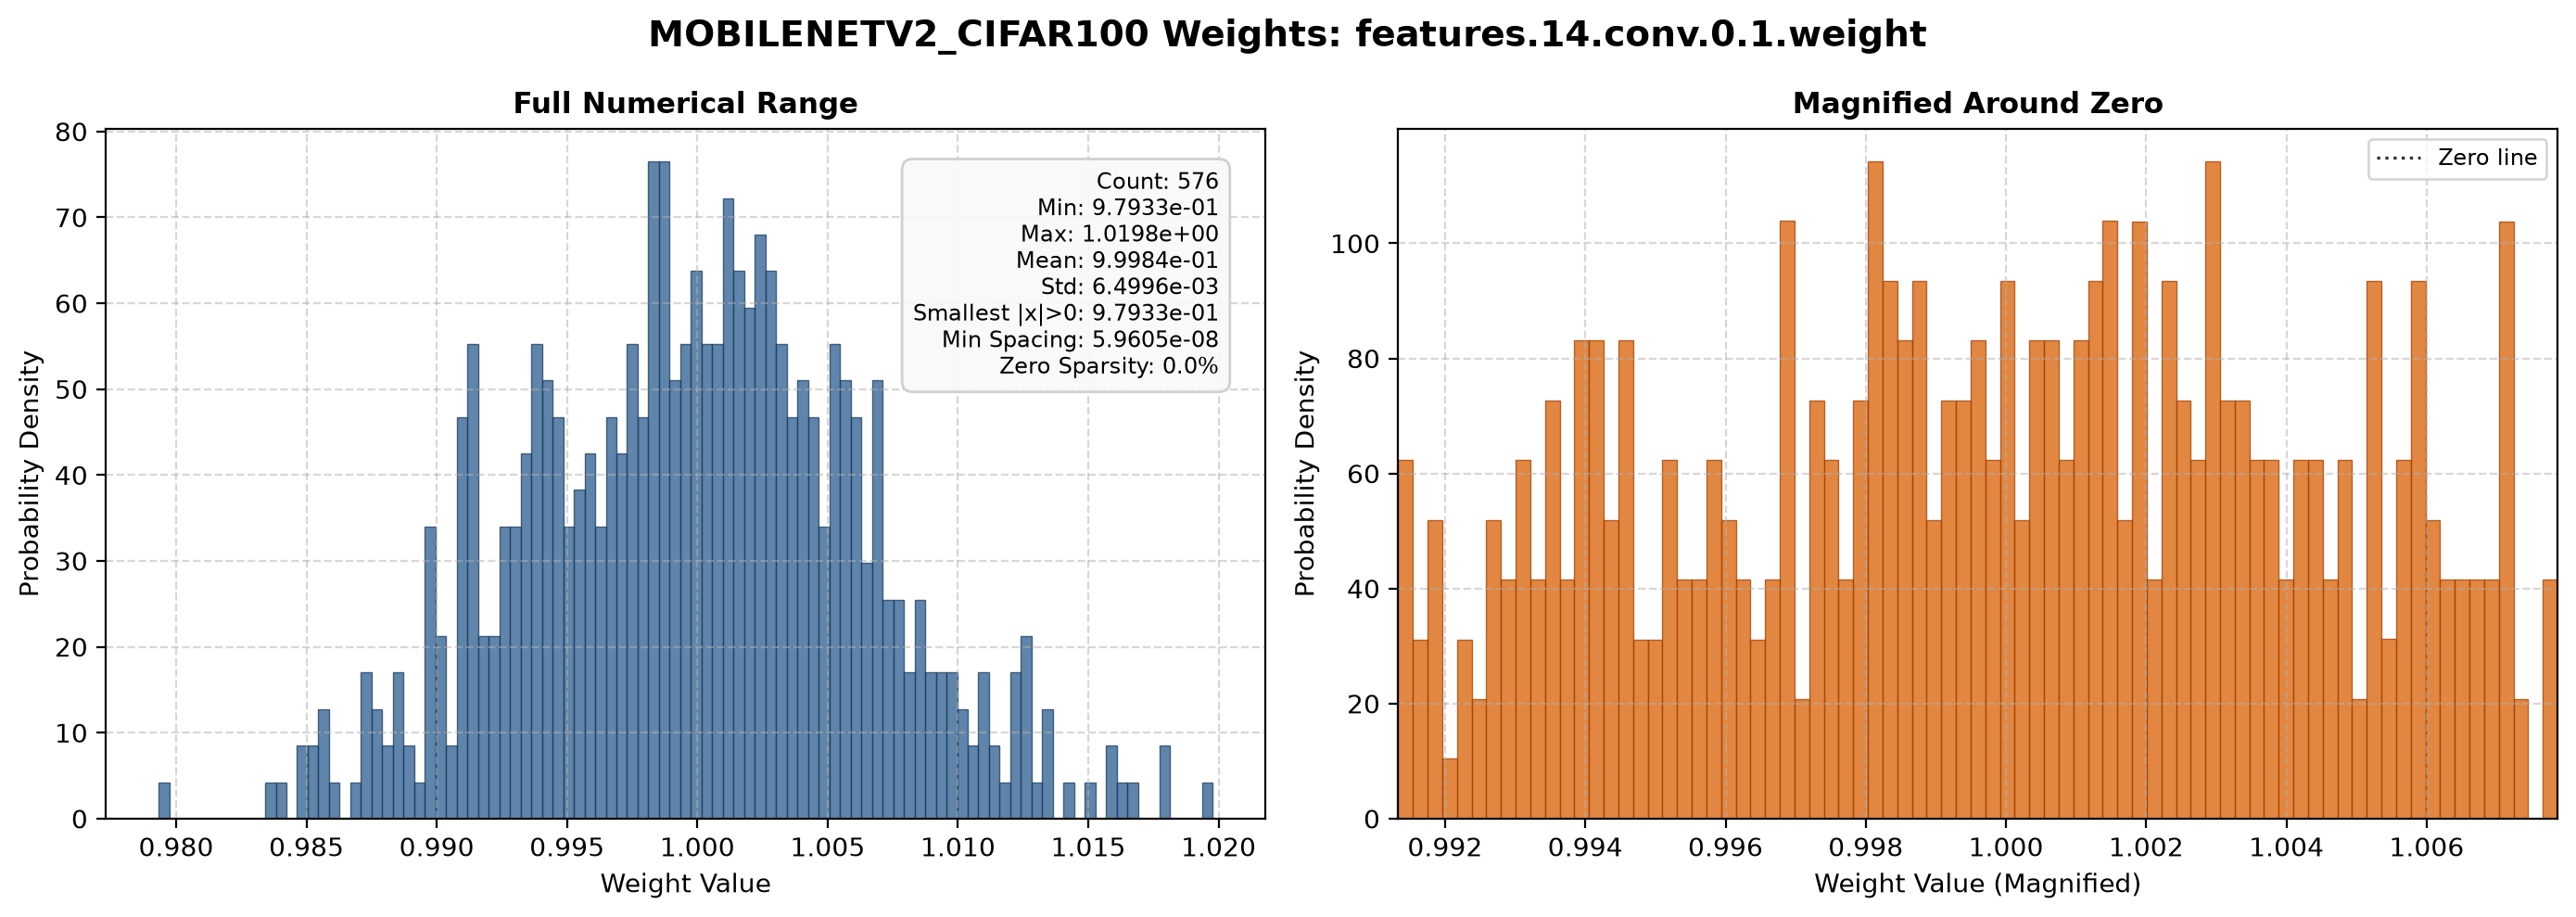 MOBILENETV2_CIFAR100 Weights: features.14.conv.0.1.weight
Full Numerical Range
80
70
60
50
40
30
20
10
0
Probability Density
Count: 576
Min: 9.7933e-01
Max: 1.0198e+00
Mean: 9.9984e-01
Std: 6.4996e-03
Smallest |x|>0: 9.7933e-01
Min Spacing: 5.9605e-08
Zero Sparsity: 0.0%
0.980 0.985 0.990 0.995 1.000 1.005 1.010 1.015 1.020
Weight Value
Magnified Around Zero
Zero line
100
80
60
40
20
0
Probability Density
0.992 0.994 0.996 0.998 1.000 1.002 1.004 1.006
Weight Value (Magnified)